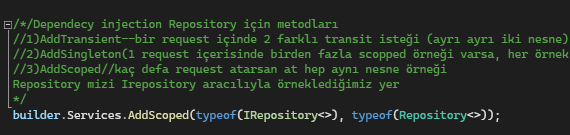 /*/Dependecy injection Repository için metodları
//1)AddTransient--bir request içinde 2 farklı transit isteği (ayrı ayrı iki nesne)
//2)AddSingleton(1 request içerisinde birden fazla scopped örneği varsa, her örnek
//3)AddScoped//kaç defa request atarsan at hep aynı nesne örneği
Repository mizi Irepository aracılıyla örneklediğimiz yer
*/
builder.Services.AddScoped(typeof(IRepository<>), typeof(Repository<>));